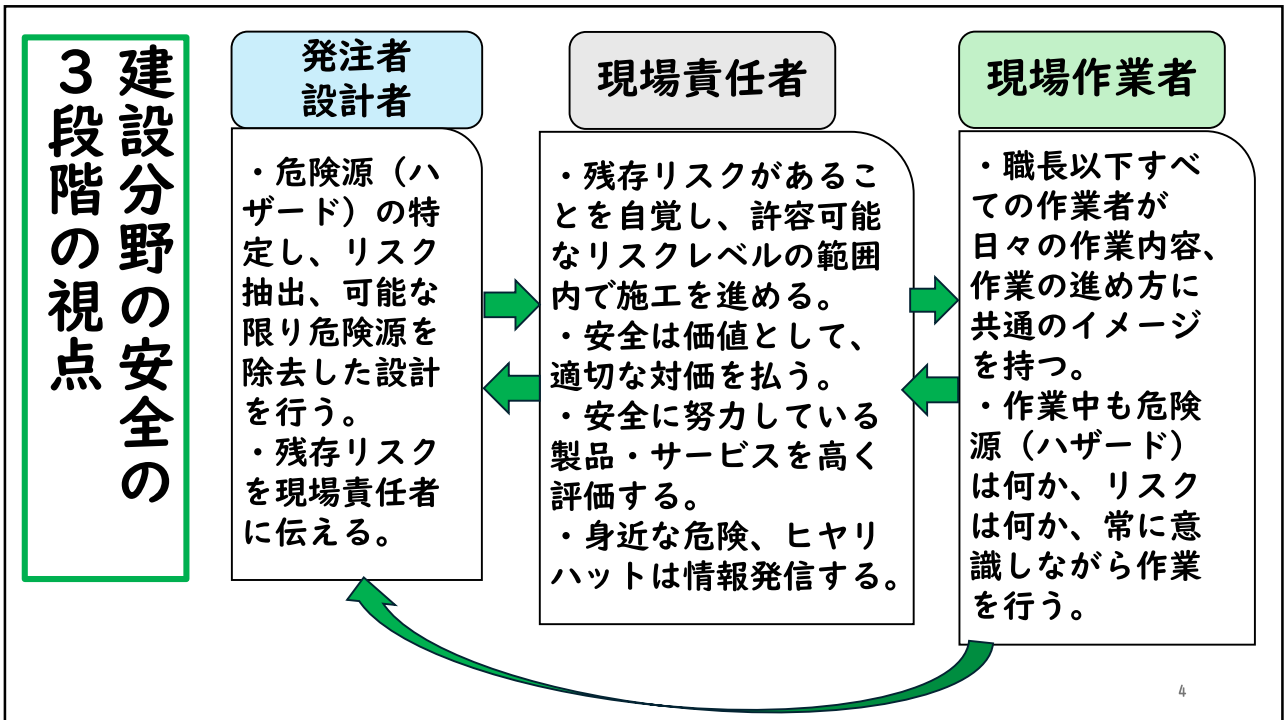 建設分野の安全の
３段階の視点
発注者
設計者
・危険源（ハ
ザード）の特
定し、リスク
抽出、可能な
限り危険源を
除去した設計
を行う。
・残存リスク
を現場責任者
に伝える。
現場責任者
・残存リスクがあるこ
とを自覚し、許容可能
なリスクレベルの範囲
内で施工を進める。
・安全は価値として、
適切な対価を払う。
・安全に努力している
製品・サービスを高く
評価する。
・身近な危険、ヒヤリ
ハットは情報発信する。
現場作業者
・職長以下すべ
ての作業者が
日々の作業内容、
作業の進め方に
共通のイメージ
を持つ。
・作業中も危険
源（ハザード）
は何か、リスク
は何か、常に意
識しながら作業
を行う。
4